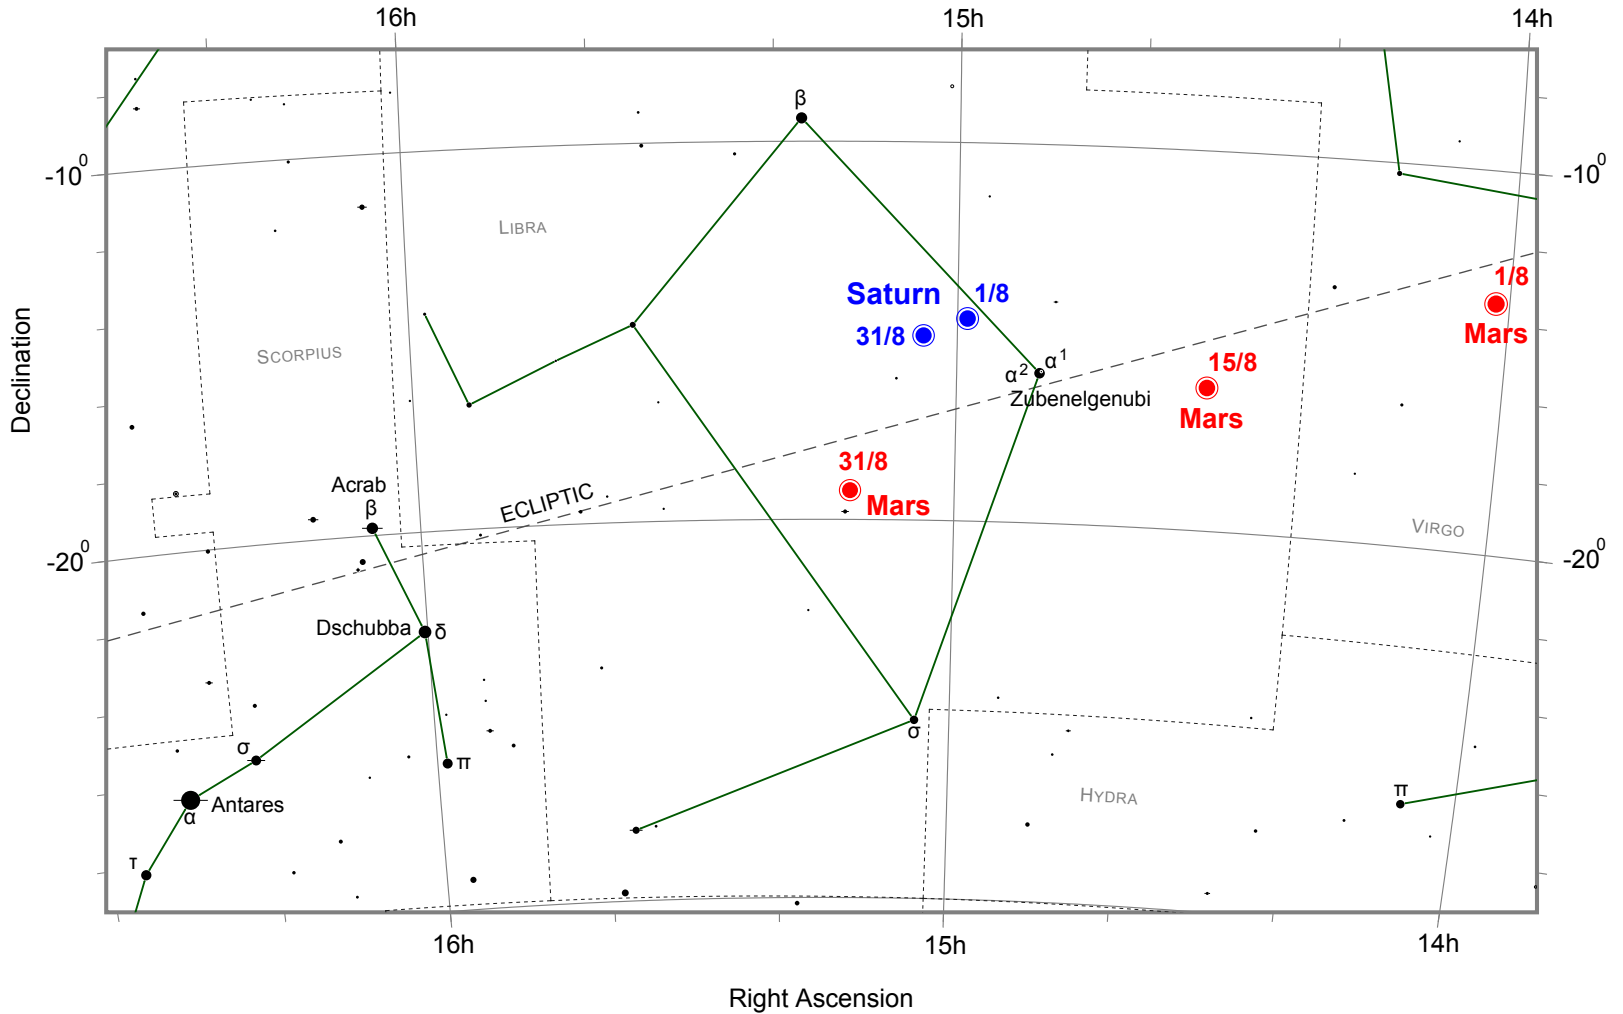 16h 15h 14h
β
-10⁰ -10⁰
LIBRA
1/8
Saturn 1/8
31/8
Mars
SCORPIUS
α² α¹
15/8
Zubenelgenubi
Mars
31/8
Mars
Acrab
β
ECLIPTIC
VIRGO
-20⁰ -20⁰
Dschubba δ
σ
σ
π
π
HYDRA
Antares
α
τ
16h 15h 14h
Declination
Right Ascension